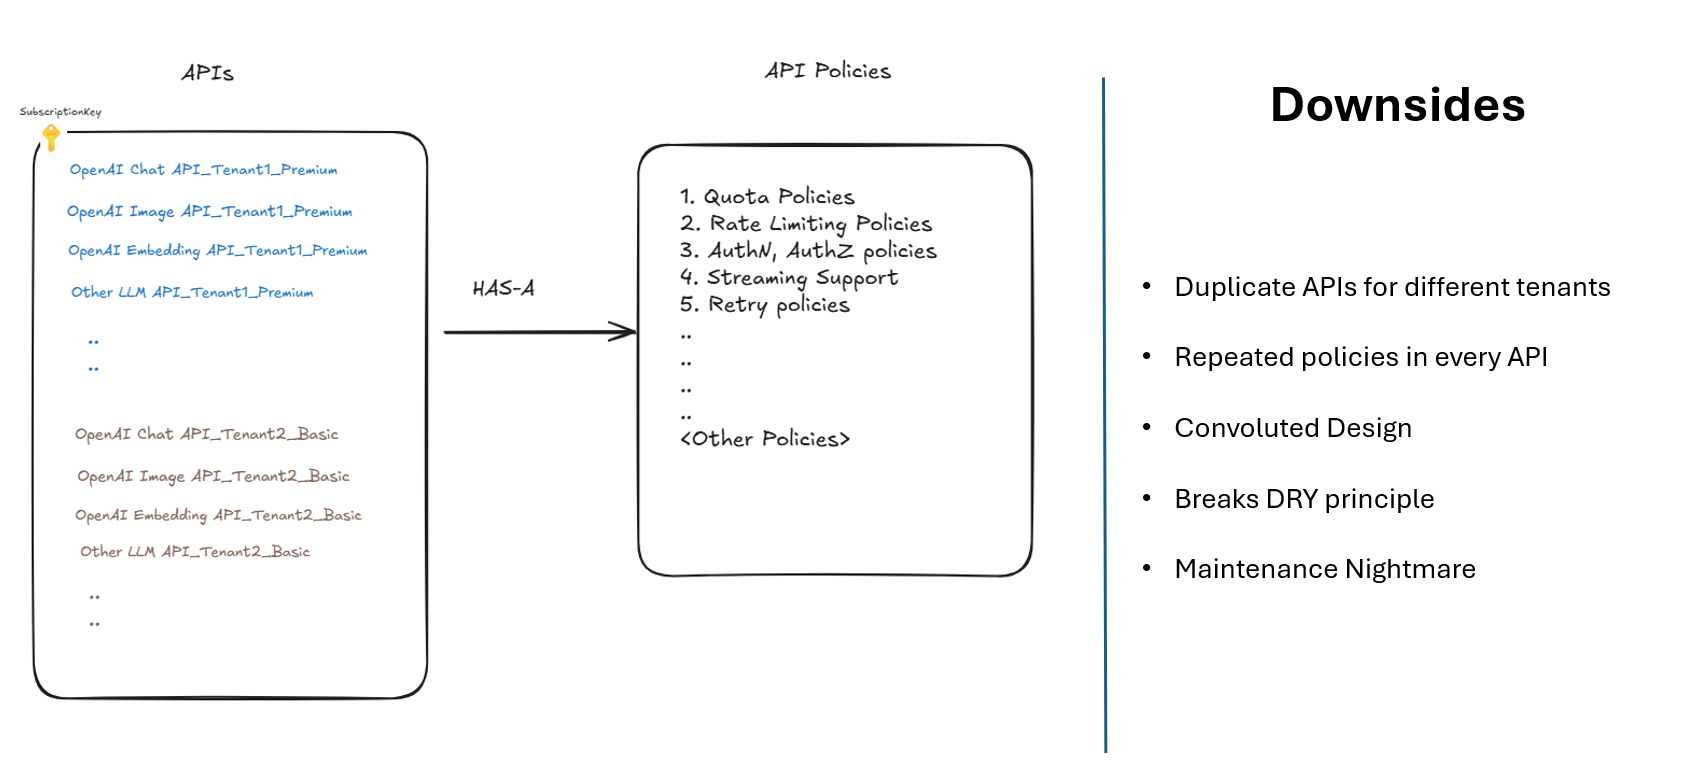 APIs
SubscriptionKey
OpenAI Chat API_Tenant1_Premium
OpenAI Image API_Tenant1_Premium
OpenAI Embedding API_Tenant1_Premium
Other LLM API_Tenant1_Premium
..
..
OpenAI Chat API_Tenant2_Basic
OpenAI Image API_Tenant2_Basic
OpenAI Embedding API_Tenant2_Basic
Other LLM API_Tenant2_Basic
..
..
HAS-A
API Policies
1. Quota Policies
2. Rate Limiting Policies
3. AuthN, AuthZ policies
4. Streaming Support
5. Retry policies
..
..
..
..
<Other Policies>
Downsides
• Duplicate APIs for different tenants
• Repeated policies in every API
• Convoluted Design
• Breaks DRY principle
• Maintenance Nightmare